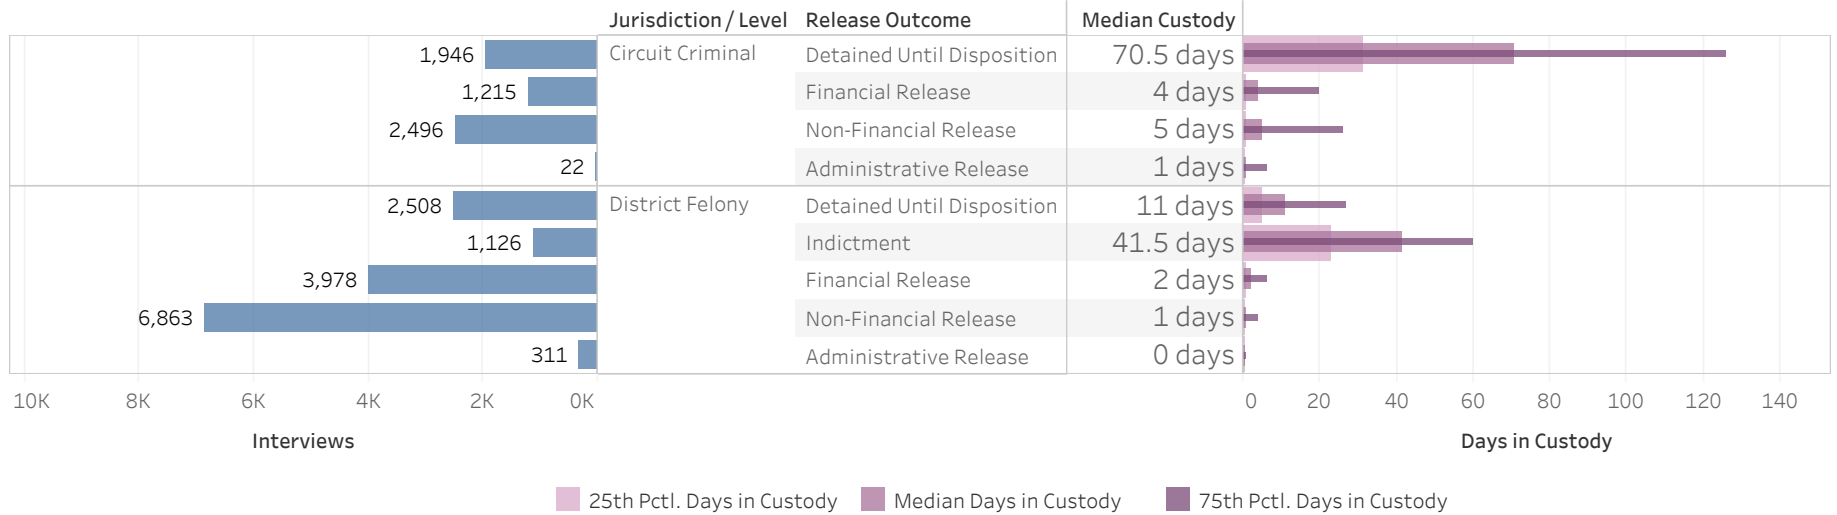 Jurisdiction / Level Release Outcome Median Custody
1,946 Circuit Criminal Detained Until Disposition 70.5 days
1,215 Financial Release 4 days
2,496 Non-Financial Release 5 days
22 Administrative Release 1 days
2,508 District Felony Detained Until Disposition 11 days
1,126 Indictment 41.5 days
3,978 Financial Release 2 days
6,863 Non-Financial Release 1 days
311 Administrative Release 0 days
10K 8K 6K 4K 2K 0K 0 20 40 60 80 100 120 140
Interviews Days in Custody
25th Pctl. Days in Custody Median Days in Custody 75th Pctl. Days in Custody